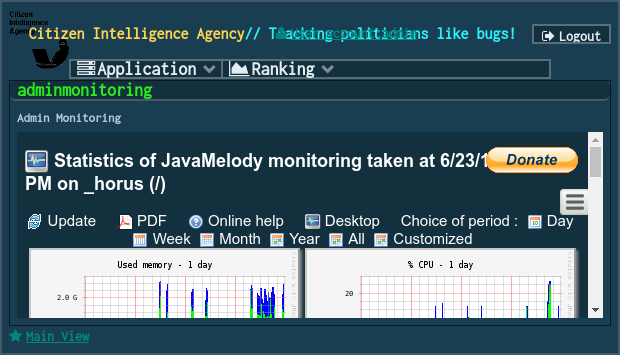 Citizen
Intelligence
Agency
Citizen Intelligence Agency// Tracking politicians like bugs!
Logout
Application Ranking
adminmonitoring
Admin Monitoring
Statistics of JavaMelody monitoring taken at 6/23/1
Donate
PM on _horus (/)
Update PDF Online help Desktop Choice of period : Day
Week Month Year All Customized
Used memory - 1 day % CPU - 1 day
2.0 G 20
Main View